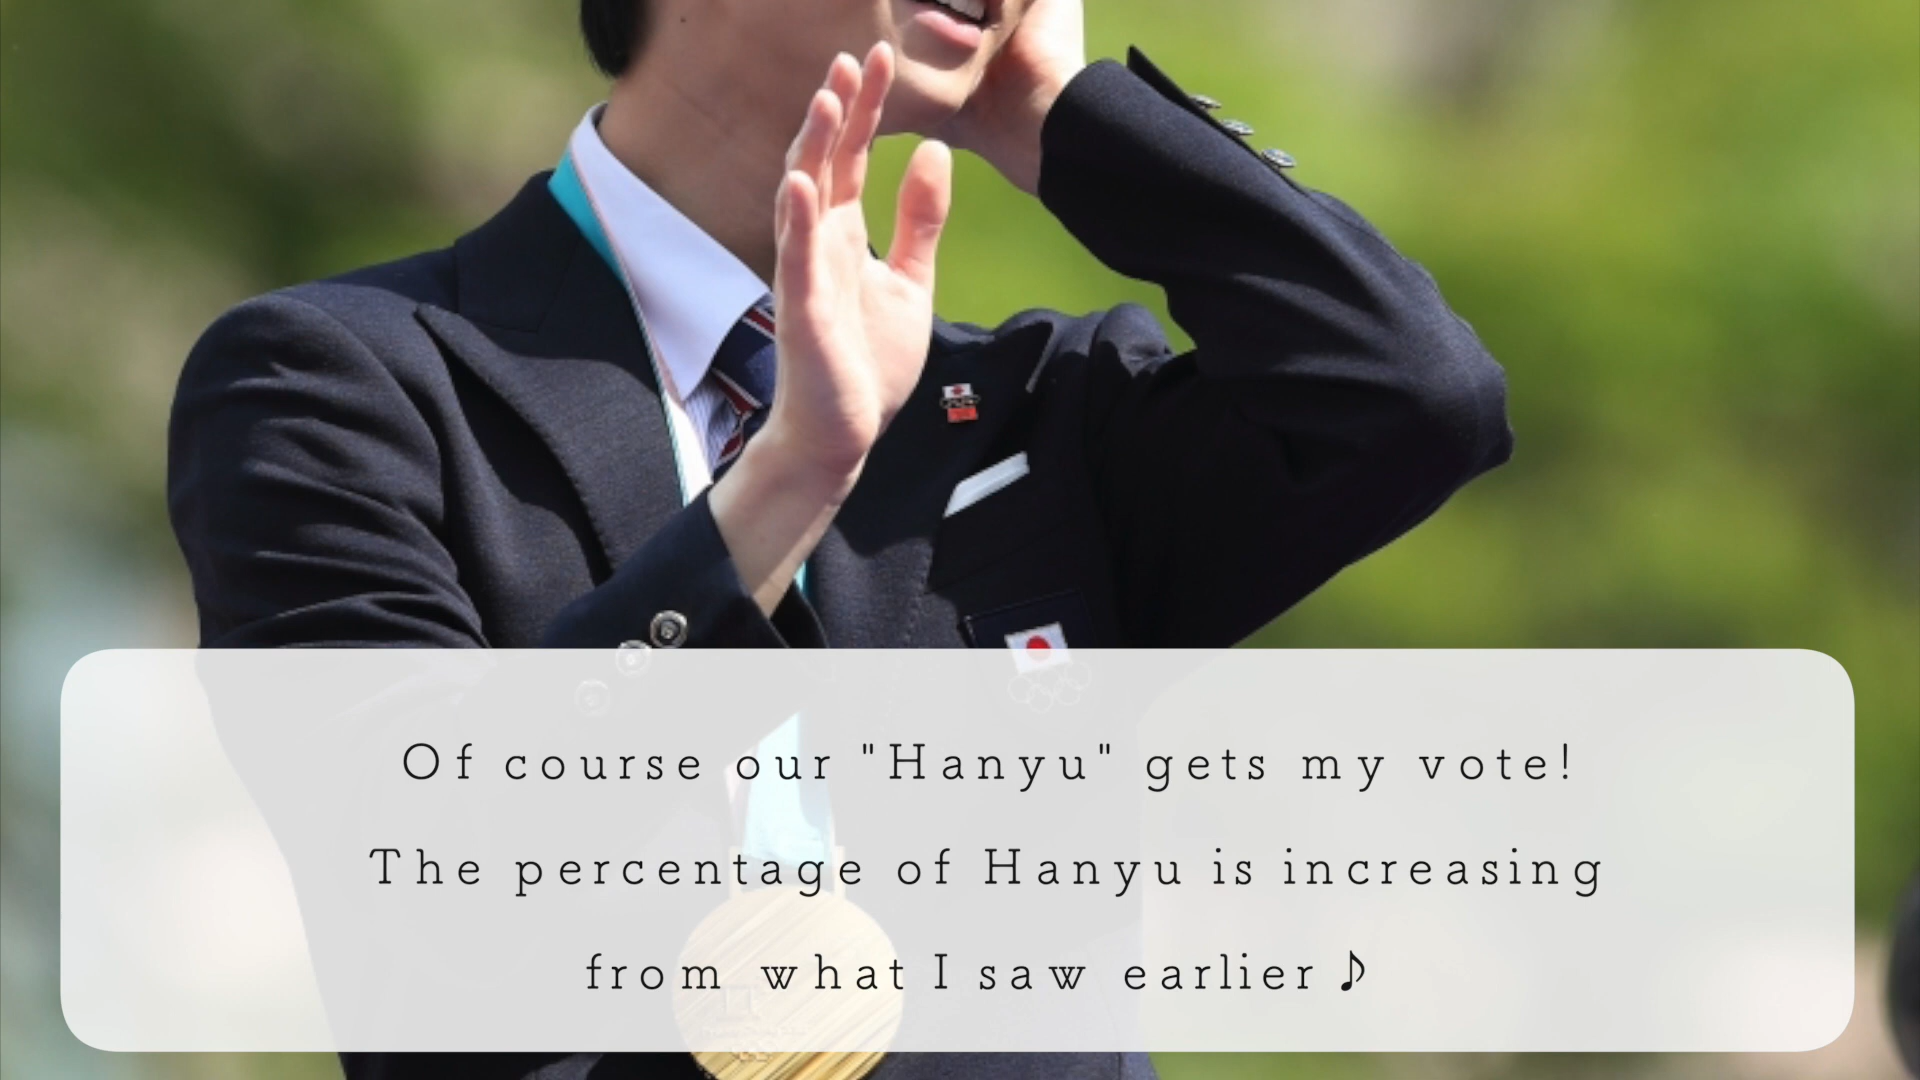 Of course our "Hanyu" gets my vote!
The percentage of Hanyu is increasing
from what I saw earlier ♪